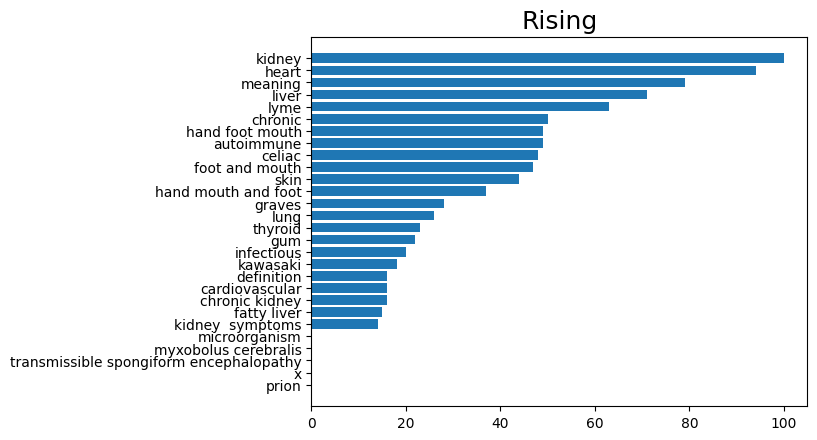 Rising
kidney
heart
meaning
liver
lyme
chronic
hand foot mouth
autoimmune
celiac
foot and mouth
skin
hand mouth and foot
graves
lung
thyroid
gum
infectious
kawasaki
definition
cardiovascular
chronic kidney
fatty liver
kidney  symptoms
microorganism
myxobolus cerebralis
transmissible spongiform encephalopathy
x
prion
0 20 40 60 80 100